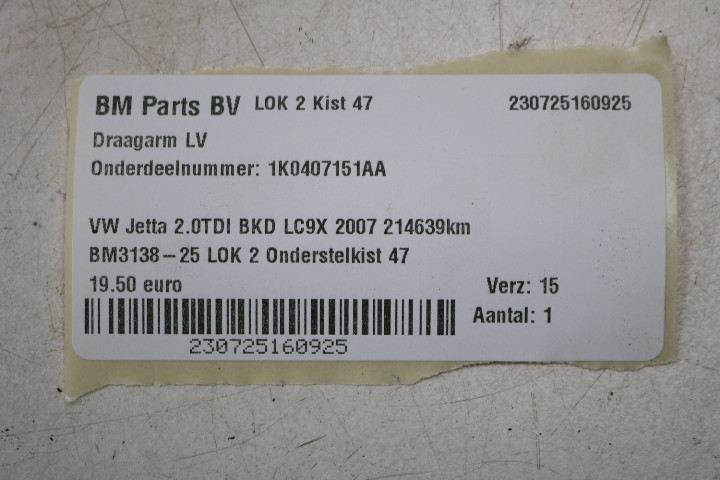 BM Parts BV LOK 2 Kist 47 230725160925
Draagarm LV
Onderdeelnummer: 1K0407151AA
VW Jetta 2.0TDI BKD LC9X 2007 214639km
BM3138-25 LOK 2 Onderstelkist 47
19.50 euro Verz: 15
Aantal: 1
230725160925